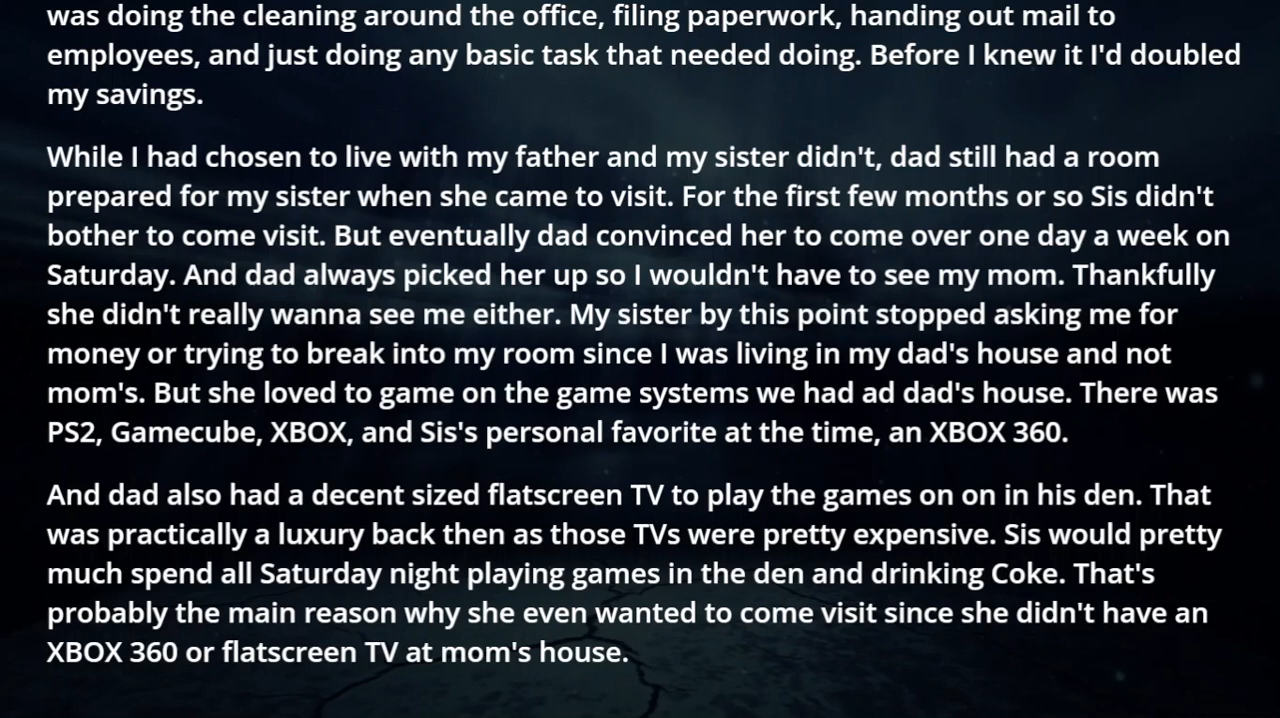 was doing the cleaning around the office, filing paperwork, handing out mail to
employees, and just doing any basic task that needed doing. Before I knew it I'd doubled
my savings.
While I had chosen to live with my father and my sister didn't, dad still had a room
prepared for my sister when she came to visit. For the first few months or so Sis didn't
bother to come visit. But eventually dad convinced her to come over one day a week on
Saturday. And dad always picked her up so I wouldn't have to see my mom. Thankfully
she didn't really wanna see me either. My sister by this point stopped asking me for
money or trying to break into my room since I was living in my dad's house and not
mom's. But she loved to game on the game systems we had ad dad's house. There was
PS2, Gamecube, XBOX, and Sis's personal favorite at the time, an XBOX 360.
And dad also had a decent sized flatscreen TV to play the games on on in his den. That
was practically a luxury back then as those TVs were pretty expensive. Sis would pretty
much spend all Saturday night playing games in the den and drinking Coke. That's
probably the main reason why she even wanted to come visit since she didn't have an
XBOX 360 or flatscreen TV at mom's house.